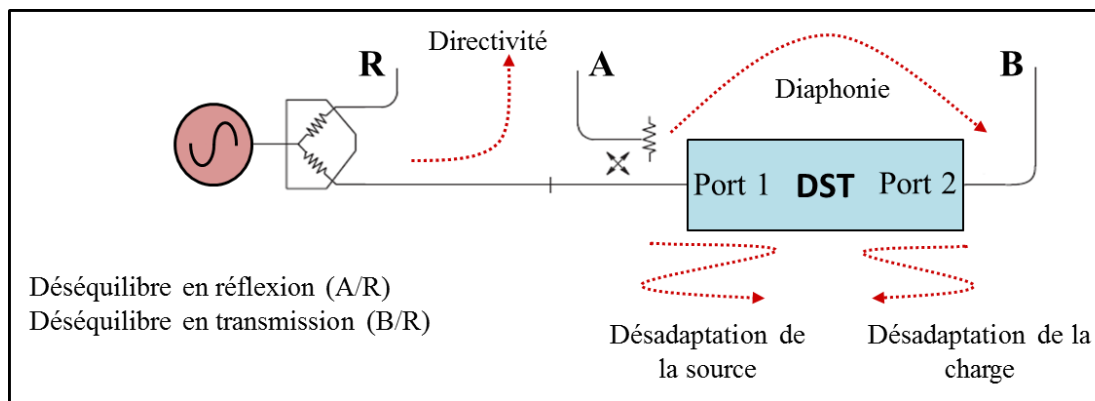 Directivité
R
A
B
Diaphonie
Port 1 DST Port 2
Déséquilibre en réflexion (A/R)
Déséquilibre en transmission (B/R)
Désadaptation de
la source
Désadaptation de la
charge